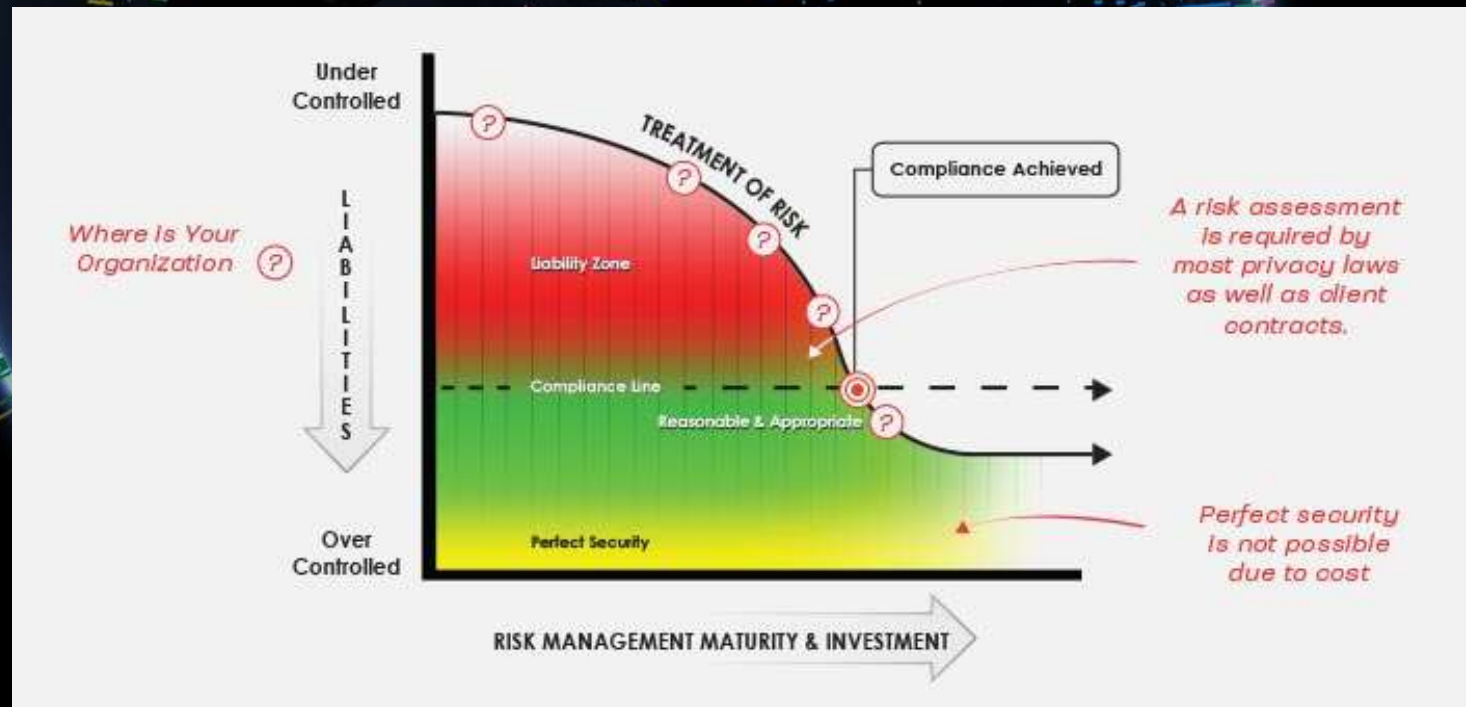 Under
Controlled
TREATMENT OF RISK
Compliance Achieved
Where is Your
Organization ?
LIABILITIES
A risk assessment
is required by
most privacy laws
as well as client
contracts.
?
?
?
?
?
Liability Zone
Compliance Line
Reasonable & Appropriate
Perfect Security
Over
Controlled
Perfect security
is not possible
due to cost
RISK MANAGEMENT MATURITY & INVESTMENT